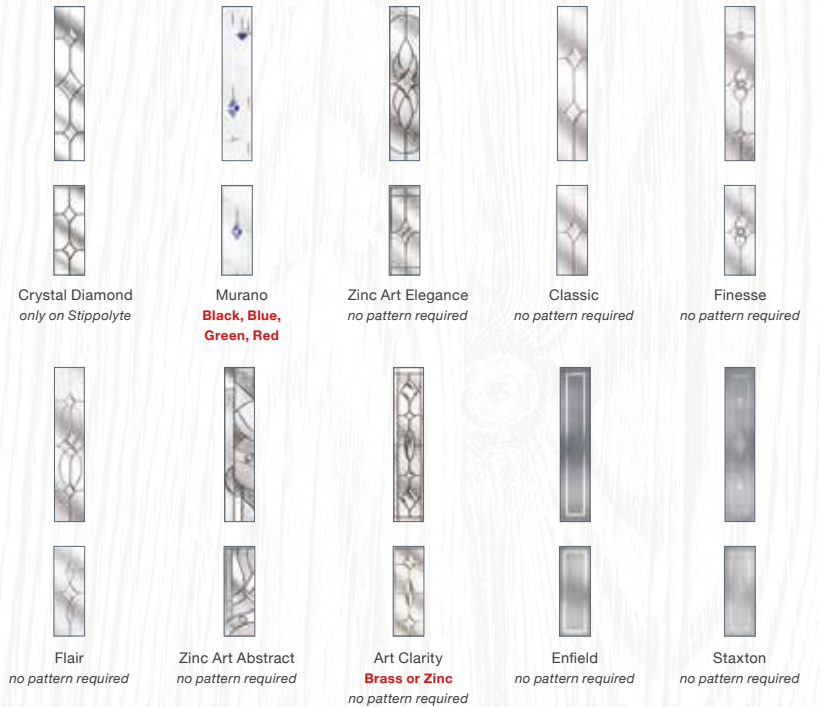 Crystal Diamond
only on Stippolyte
Murano
Black, Blue,
Green, Red
Zinc Art Elegance
no pattern required
Classic
no pattern required
Finesse
no pattern required
Flair
no pattern required
Zinc Art Abstract
no pattern required
Art Clarity
Brass or Zinc
no pattern required
Enfield
no pattern required
Staxton
no pattern required